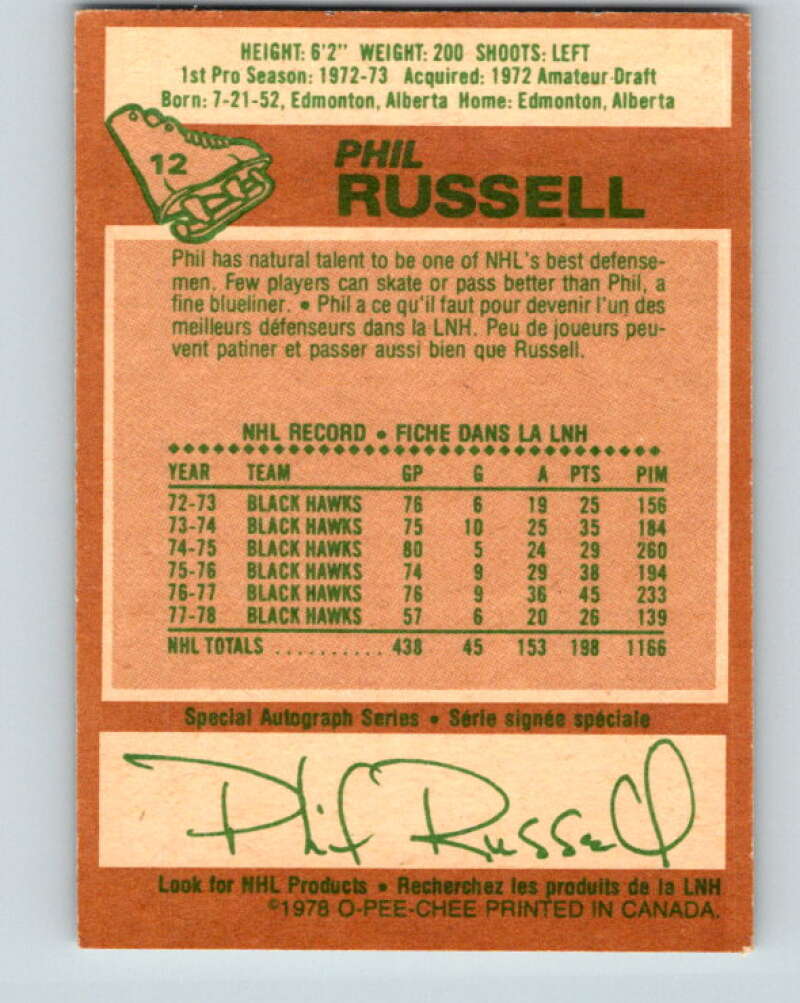 HEIGHT: 6'2" WEIGHT: 200 SHOOTS: LEFT
1st Pro Season: 1972-73 Acquired: 1972 Amateur Draft
Born: 7-21-52, Edmonton, Alberta Home: Edmonton, Alberta
12
PHIL
RUSSELL
Phil has natural talent to be one of NHL's best defense-
men. Few players can skate or pass better than Phil, a
fine blueliner. • Phil a ce qu'il faut pour devenir l'un des
meilleurs défenseurs dans la LNH. Peu de joueurs peu-
vent patiner et passer aussi bien que Russell.
NHL RECORD • FICHE DANS LA LNH
YEAR TEAM GP G A PTS PIM
72-73 BLACK HAWKS 76 6 19 25 156
73-74 BLACK HAWKS 75 10 25 35 184
74-75 BLACK HAWKS 80 5 24 29 260
75-76 BLACK HAWKS 74 9 29 38 194
76-77 BLACK HAWKS 76 9 36 45 233
77-78 BLACK HAWKS 57 6 20 26 139
NHL TOTALS .......... 438 45 153 198 1166
Special Autograph Series • Série signée spéciale
Phil Russell
Look for NHL Products • Recherchez les produits de la LNH
©1978 O-PEE-CHEE PRINTED IN CANADA.